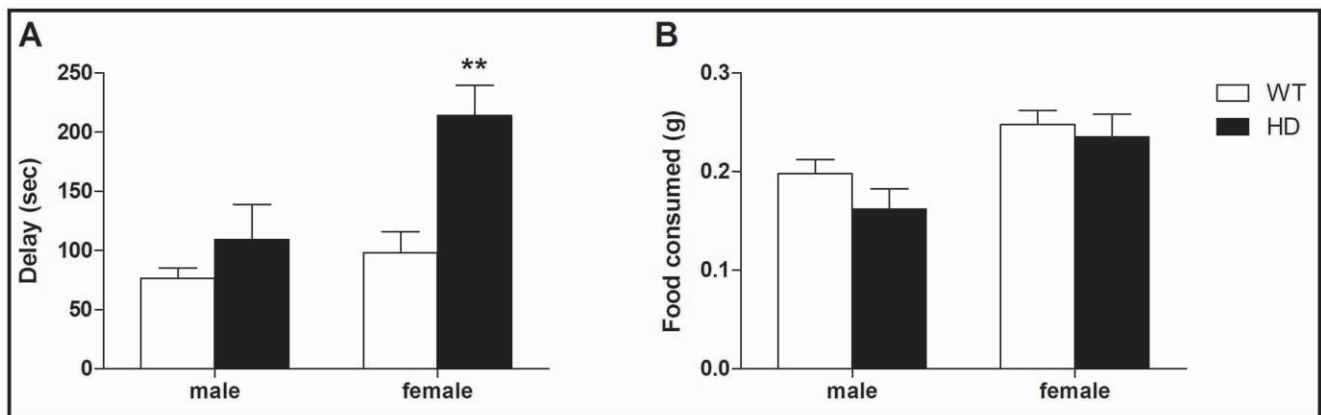 A
Delay (sec)
250
200
150
100
50
0
**
male
female
B
Food consumed (g)
0.3
0.2
0.1
0.0
male
female
WT
HD